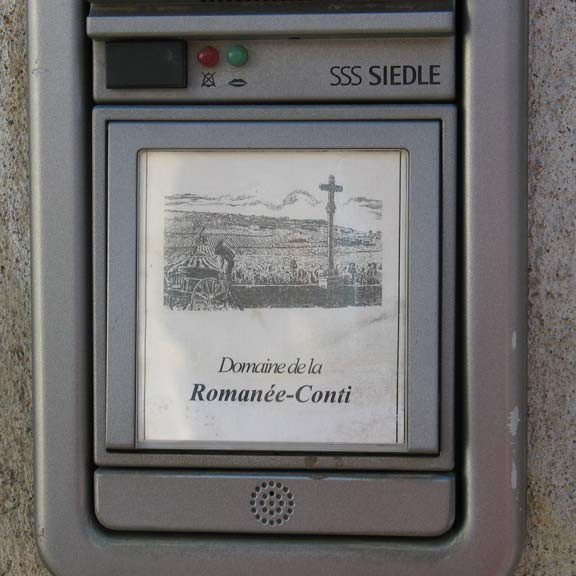 SSS SIEDLE
Domaine de la
Romanée-Conti